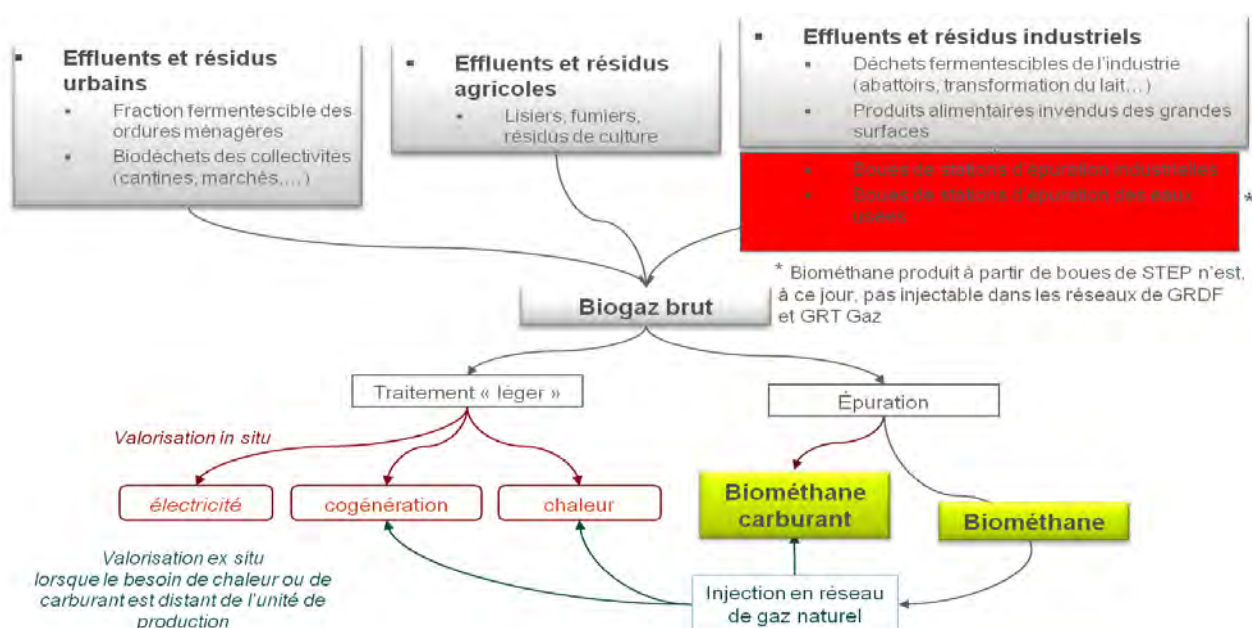 Effluents et résidus
urbains
Fraction fermentescible des
ordures ménagères
Biodéchets des collectivités
(cantines, marchés,...)
Effluents et résidus
agricoles
Lisiers, fumiers,
résidus de culture
Effluents et résidus industriels
Déchets fermentescibles de l'industrie
(abattoirs, transformation du lait...)
Produits alimentaires invendus des grandes
surfaces
Boues de stations d'épuration industrielles
Boues de stations d'épuration des eaux
usées
*
* Biométhane produit à partir de boues de STEP n'est,
à ce jour, pas injectable dans les réseaux de GRDF
et GRT Gaz
Biogaz brut
Traitement « léger »
Épuration
Valorisation in situ
électricité
cogénération
chaleur
Biométhane
carburant
Biométhane
Valorisation ex situ
lorsque le besoin de chaleur ou de
carburant est distant de l'unité de
production
Injection en réseau
de gaz naturel